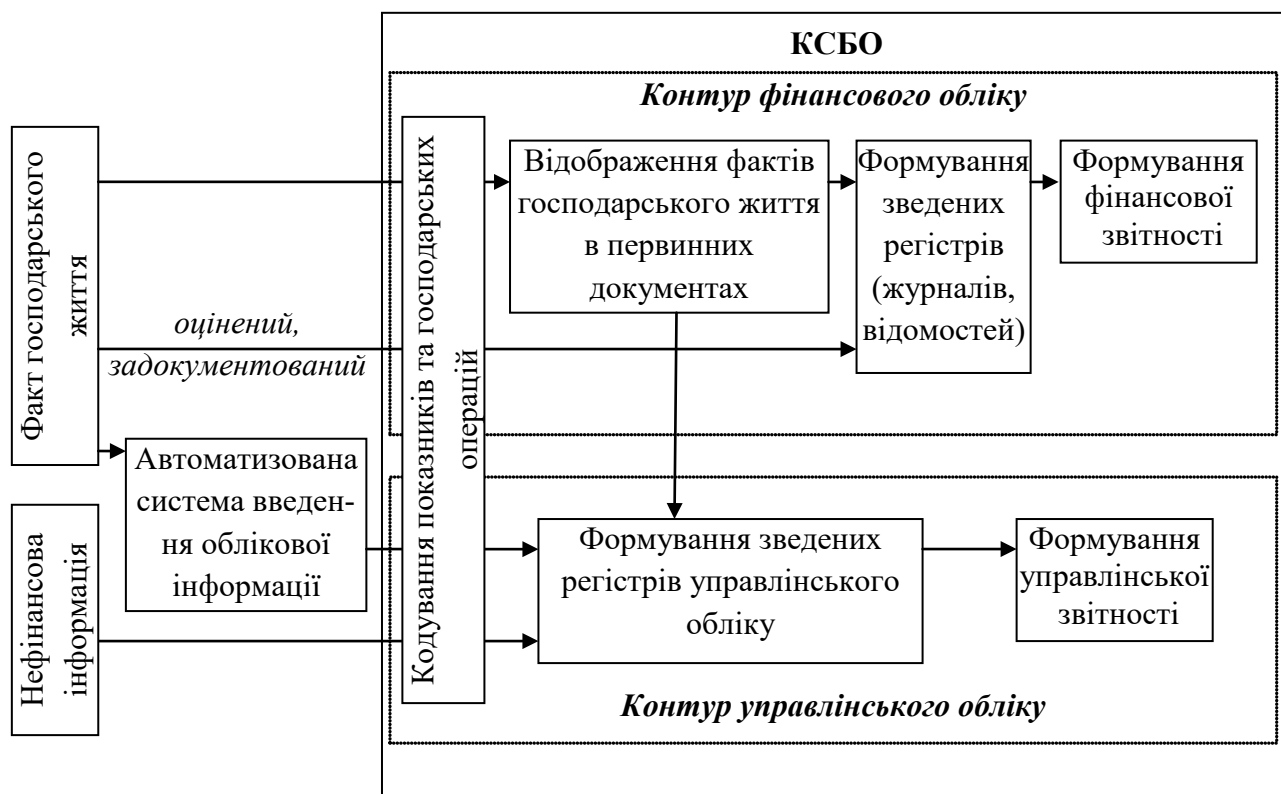 КСБО
Контур фінансового обліку
Факт господарського
життя
оцінений,
задокументований
Автоматизована
система введен-
ня облікової
інформації
Нефінансова
інформація
Кодування показників та господарських
операцій
Відображення фактів
господарського життя
в первинних
документах
Формування
зведених
регістрів
(журналів,
відомостей)
Формування
фінансової
звітності
Формування зведених
регістрів управлінського
обліку
Формування
управлінської
звітності
Контур управлінського обліку